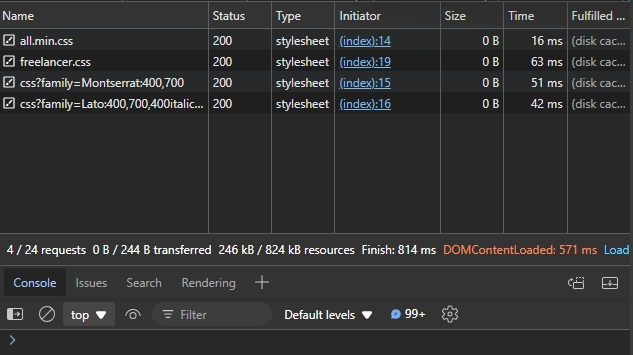 Name Status Type Initiator Size Time Fulfilled ...
all.min.css 200 stylesheet (index):14 0 B 16 ms (disk cac...
freelancer.css 200 stylesheet (index):19 0 B 63 ms (disk cac...
css?family=Montserrat:400,700 200 stylesheet (index):15 0 B 51 ms (disk cac...
css?family=Lato:400,700,400italic... 200 stylesheet (index):16 0 B 42 ms (disk cac...
4 / 24 requests 0 B / 244 B transferred 246 kB / 824 kB resources Finish: 814 ms DOMContentLoaded: 571 ms Load
Console Issues Search Rendering
top Filter Default levels 99+